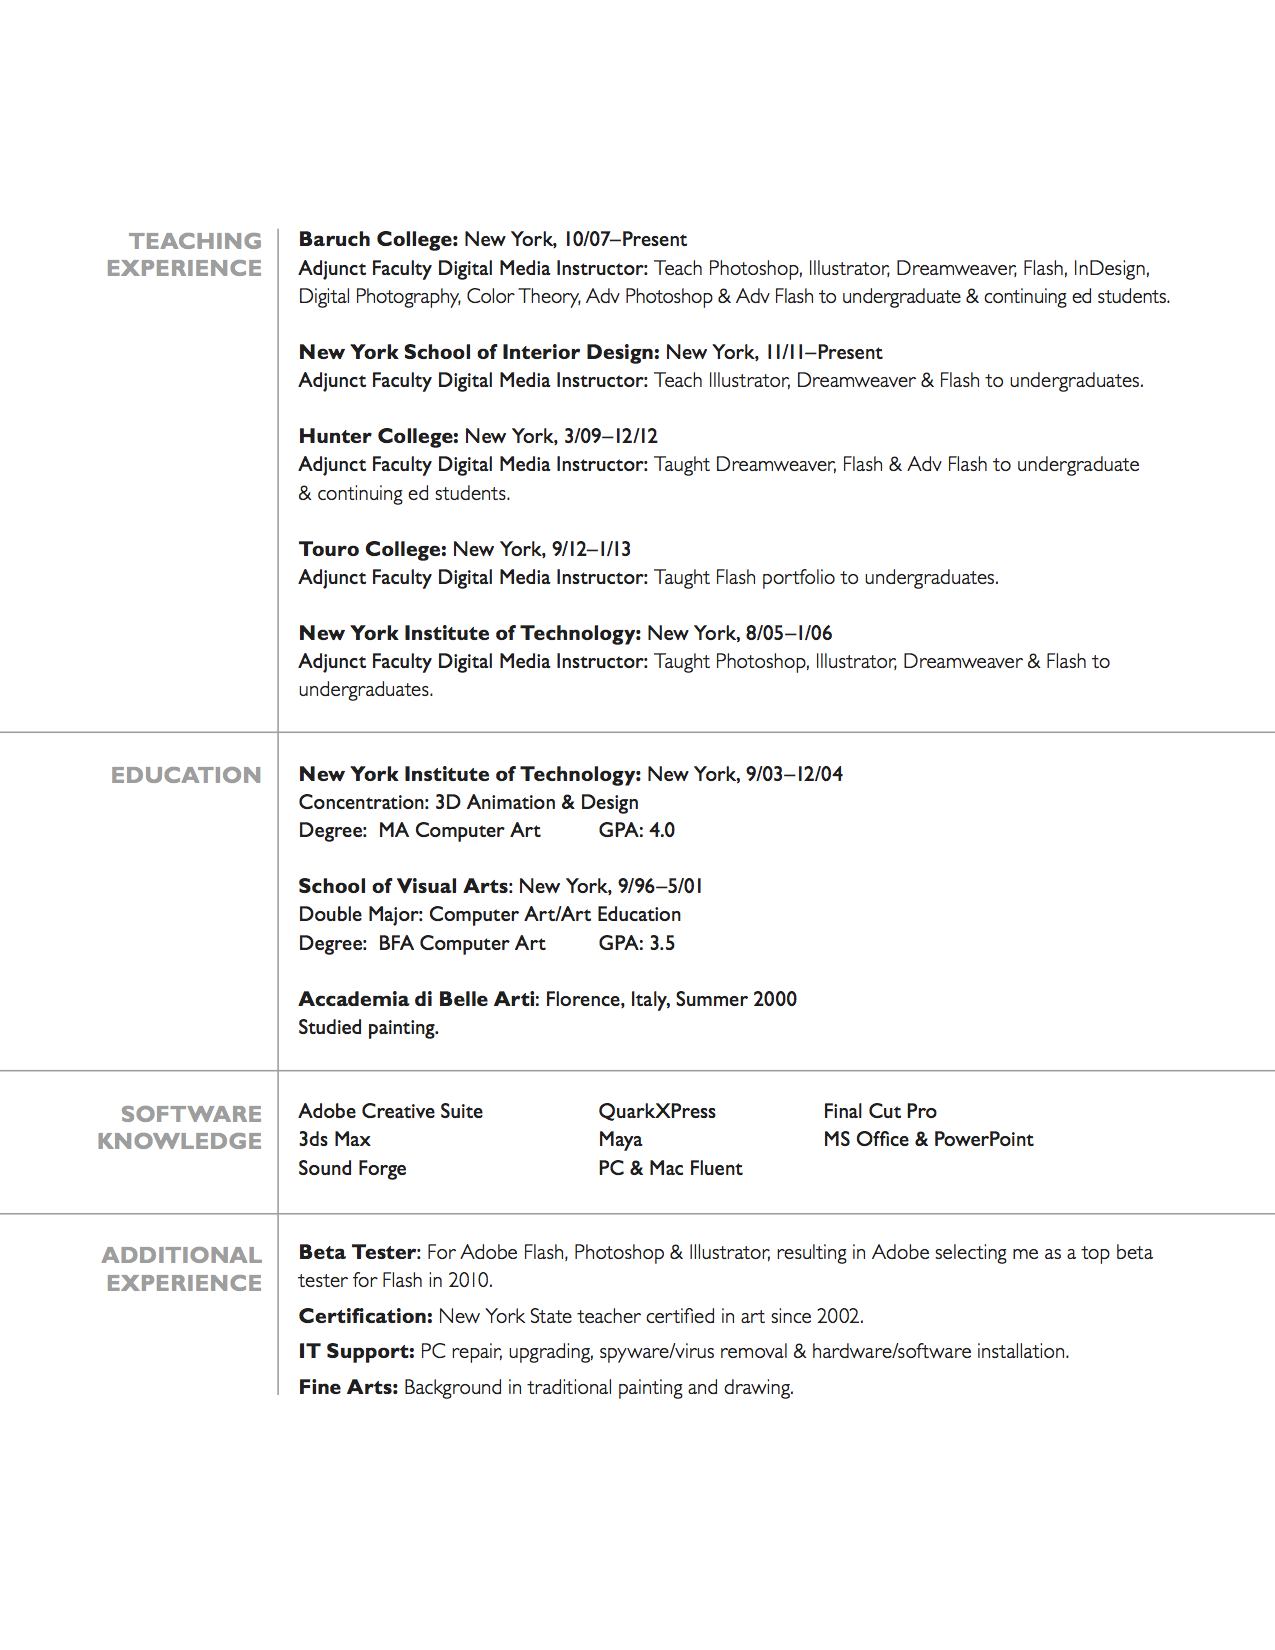 TEACHING
EXPERIENCE
Baruch College: New York, 10/07–Present
Adjunct Faculty Digital Media Instructor: Teach Photoshop, Illustrator, Dreamweaver, Flash, InDesign,
Digital Photography, Color Theory, Adv Photoshop & Adv Flash to undergraduate & continuing ed students.
New York School of Interior Design: New York, 11/11–Present
Adjunct Faculty Digital Media Instructor: Teach Illustrator, Dreamweaver & Flash to undergraduates.
Hunter College: New York, 3/09–12/12
Adjunct Faculty Digital Media Instructor: Taught Dreamweaver, Flash & Adv Flash to undergraduate
& continuing ed students.
Touro College: New York, 9/12–1/13
Adjunct Faculty Digital Media Instructor: Taught Flash portfolio to undergraduates.
New York Institute of Technology: New York, 8/05–1/06
Adjunct Faculty Digital Media Instructor: Taught Photoshop, Illustrator, Dreamweaver & Flash to
undergraduates.
EDUCATION
New York Institute of Technology: New York, 9/03–12/04
Concentration: 3D Animation & Design
Degree: MA Computer Art GPA: 4.0
School of Visual Arts: New York, 9/96–5/01
Double Major: Computer Art/Art Education
Degree: BFA Computer Art GPA: 3.5
Accademia di Belle Arti: Florence, Italy, Summer 2000
Studied painting.
SOFTWARE
KNOWLEDGE
Adobe Creative Suite QuarkXPress Final Cut Pro
3ds Max Maya MS Office & PowerPoint
Sound Forge PC & Mac Fluent
ADDITIONAL
EXPERIENCE
Beta Tester: For Adobe Flash, Photoshop & Illustrator, resulting in Adobe selecting me as a top beta
tester for Flash in 2010.
Certification: New York State teacher certified in art since 2002.
IT Support: PC repair, upgrading, spyware/virus removal & hardware/software installation.
Fine Arts: Background in traditional painting and drawing.